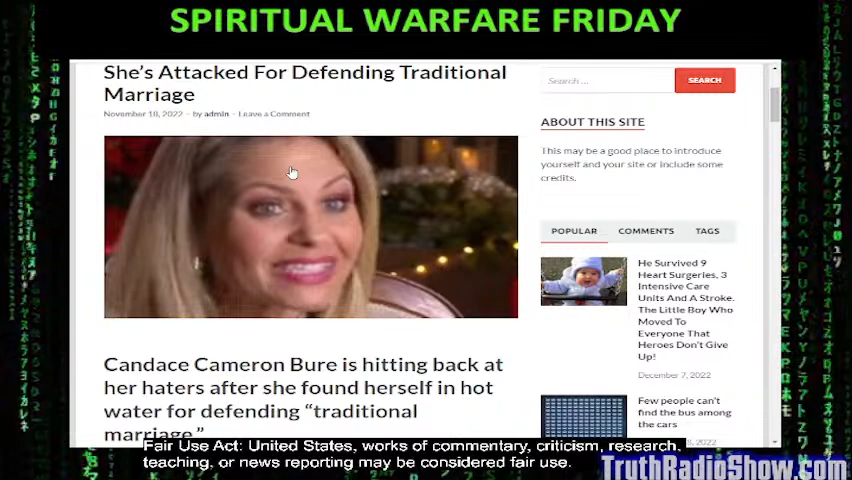 SPIRITUAL WARFARE FRIDAY
She's Attacked For Defending Traditional
Marriage
November 18, 2022 - by admin - Leave a Comment
Candace Cameron Bure is hitting back at
her haters after she found herself in hot
water for defending “traditional
marriage.”
Search ...
SEARCH
ABOUT THIS SITE
This may be a good place to introduce
yourself and your site or include some
credits.
POPULAR
COMMENTS
TAGS
He Survived 9
Heart Surgeries, 3
Intensive Care
Units And A Stroke.
The Little Boy Who
Moved To
Everyone That
Heroes Don't Give
Up!
December 7, 2022
Few people can't
find the bus among
the cars
8, 2022
Fair Use Act: United States, works of commentary, criticism, research,
teaching, or news reporting may be considered fair use.
TruthRadioShow.com